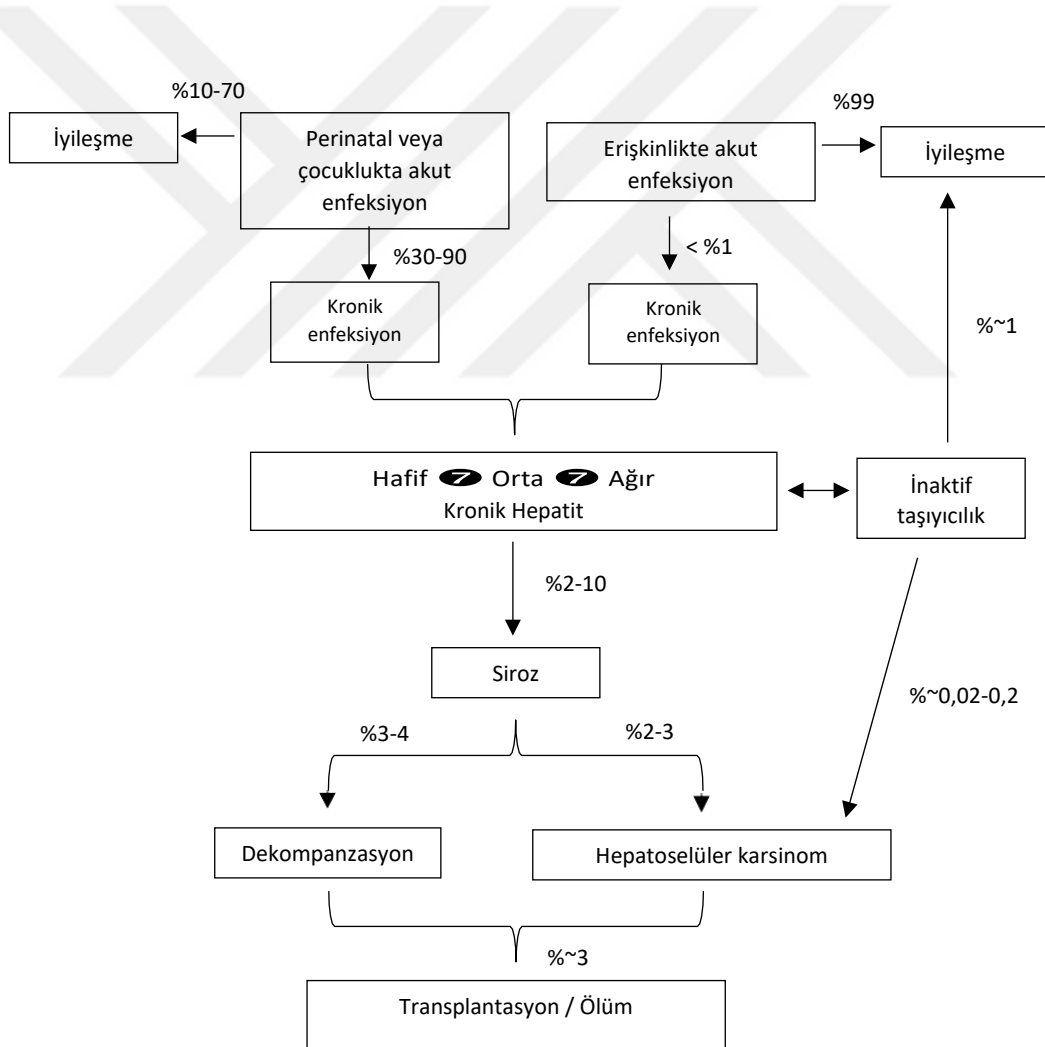 %10-70
%99
İyileşme
Perinatal veya
çocuklukta akut
enfeksiyon
Erişkinlikte akut
enfeksiyon
İyileşme
%30-90
< %1
Kronik
enfeksiyon
Kronik
enfeksiyon
%~1
Hafif 7 Orta 7 Ağır
Kronik Hepatit
İnaktif
taşıyıcılık
%2-10
Siroz
%~0,02-0,2
%3-4
%2-3
Dekompanzasyon
Hepatoselüler karsinom
%~3
Transplantasyon / Ölüm